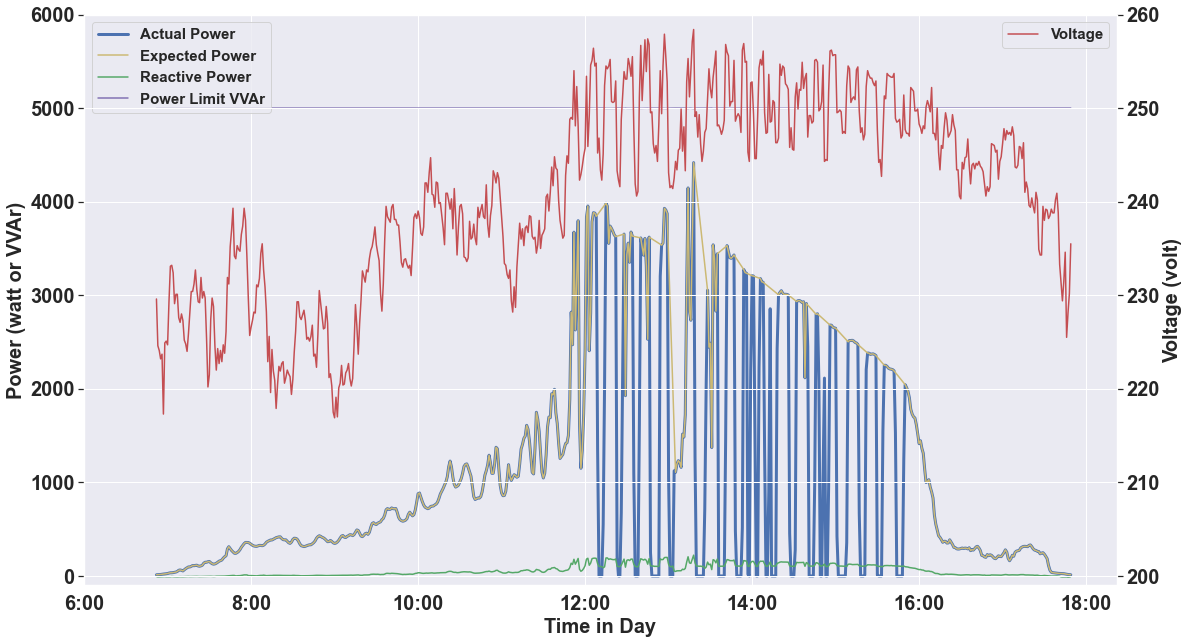 6000
5000
4000
3000
2000
1000
0
Power (watt or VVAr)
Actual Power
Expected Power
Reactive Power
Power Limit VVAr
Voltage
260
250
240
230
220
210
200
Voltage (volt)
6:00 8:00 10:00 12:00 14:00 16:00 18:00
Time in Day